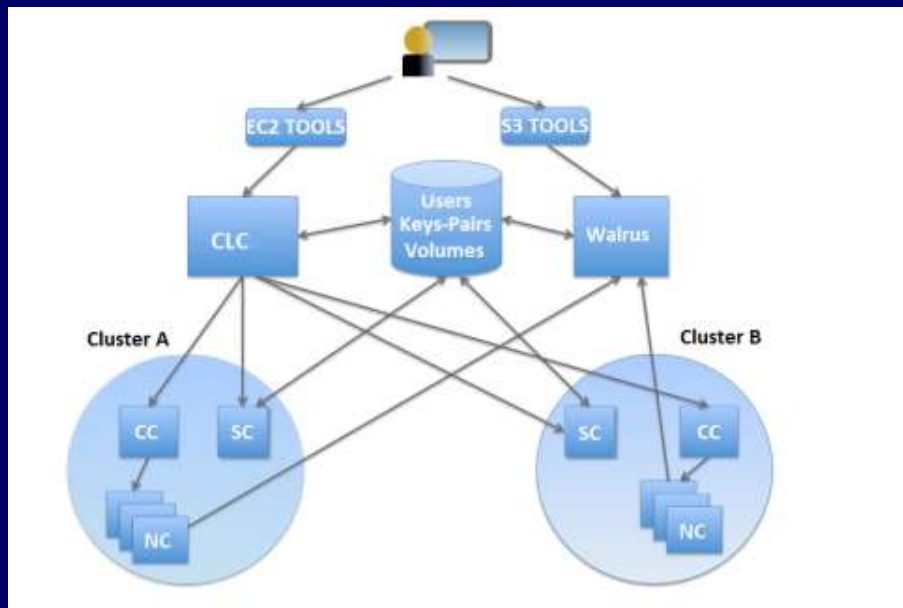 EC2 TOOLS
S3 TOOLS
Users
Keys-Pairs
Volumes
CLC
Walrus
Cluster A
Cluster B
CC
SC
SC
CC
NC
NC